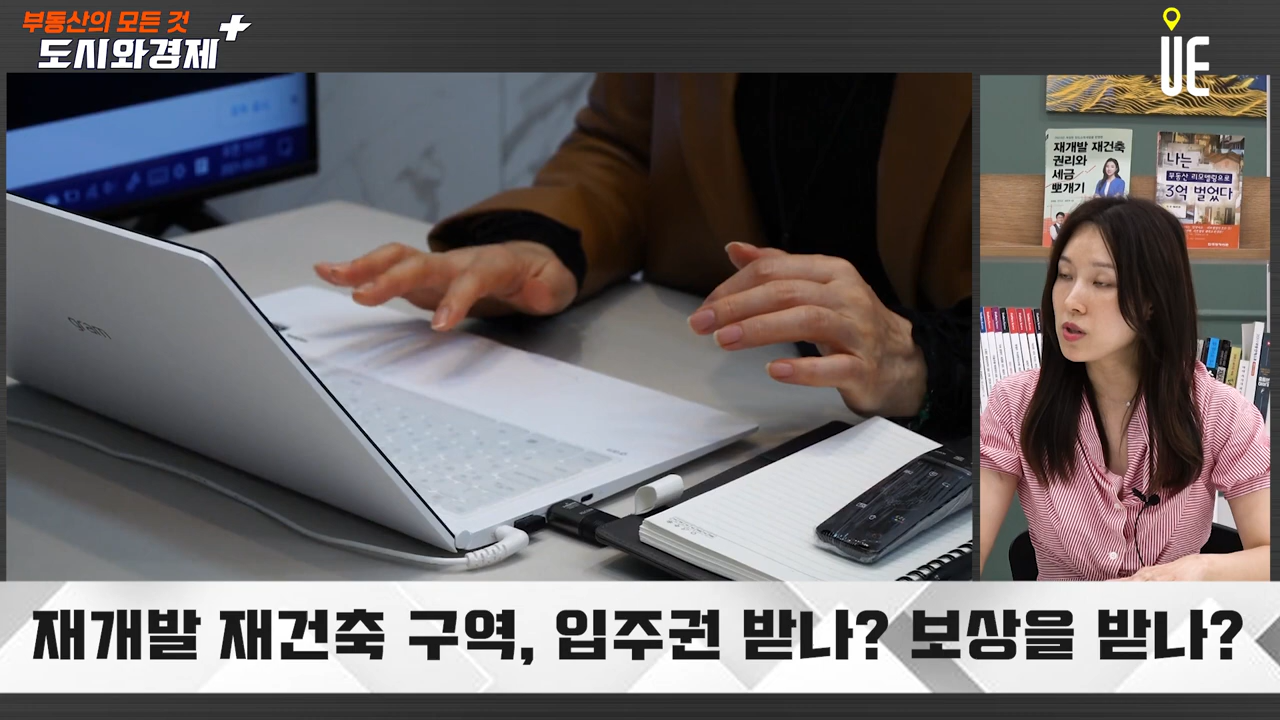 부동산의 모든 것
도시와경제+
UE
gram
재개발 재건축
권리와
세금
뽀개기
나는
부동산 리모델링으로
3억 벌었다
재개발 재건축 구역, 입주권 받나? 보상을 받나?